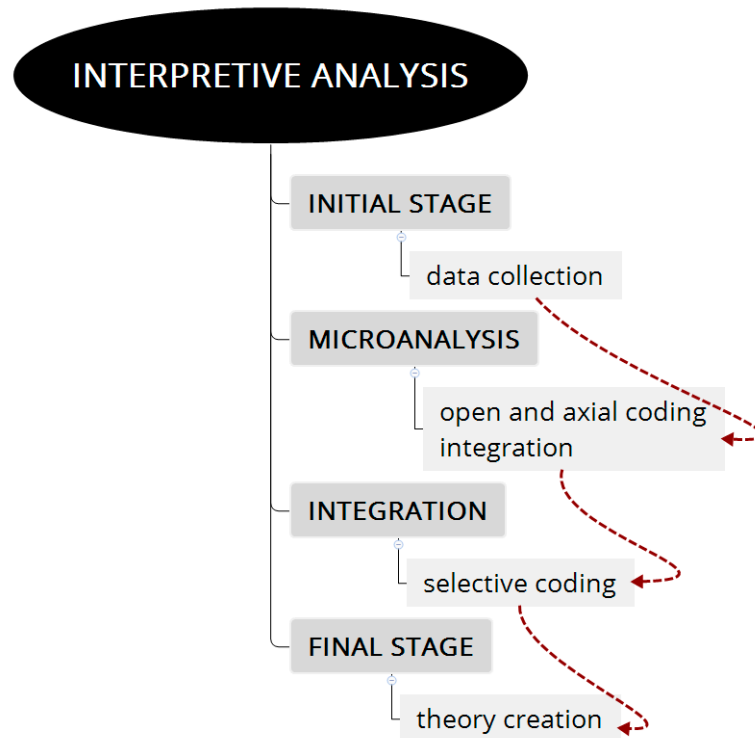 INTERPRETIVE ANALYSIS
INITIAL STAGE
data collection
MICROANALYSIS
open and axial coding
integration
INTEGRATION
selective coding
FINAL STAGE
theory creation